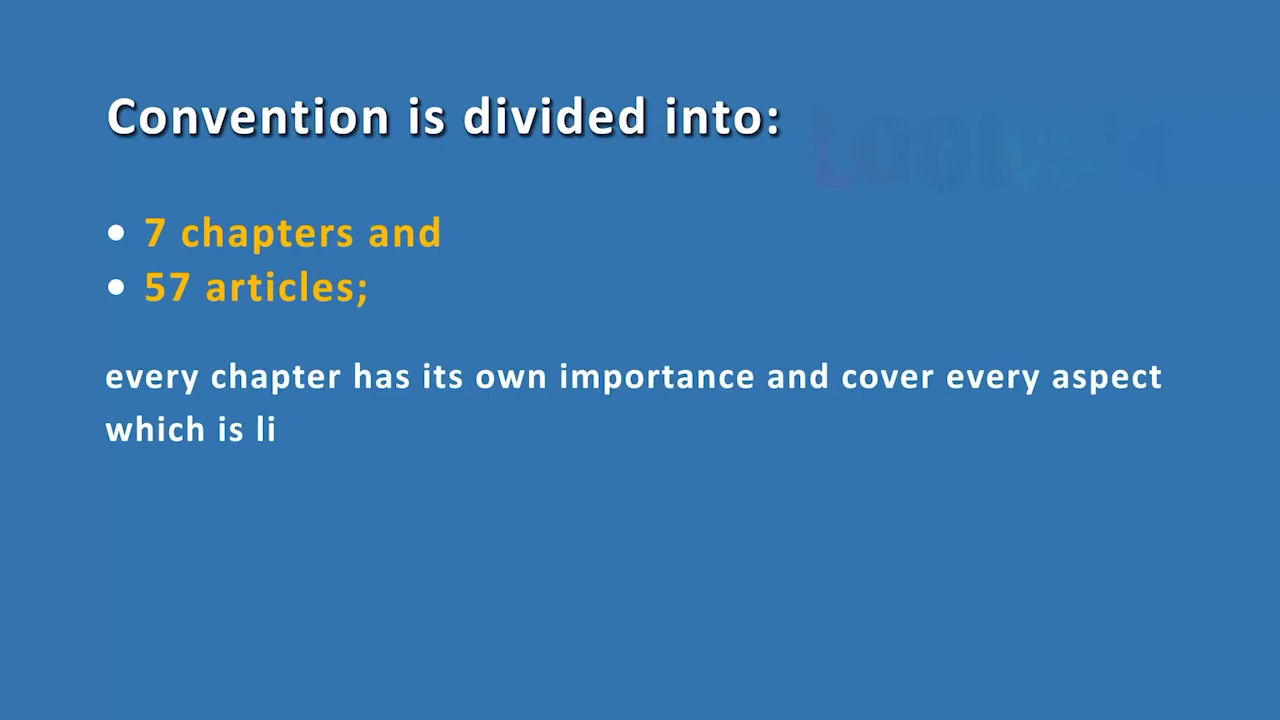 Convention is divided into:
• 7 chapters and
• 57 articles;
every chapter has its own importance and cover every aspect
which is li